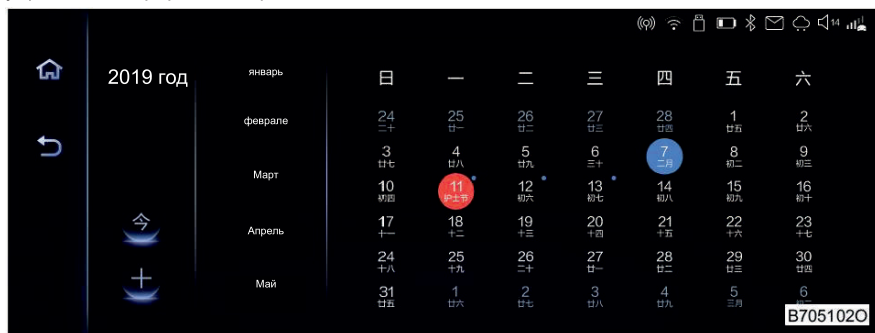 14
2019 год
январь
феврале
Март
Апрель
Май
今
日 一 二 三 四 五 六
24 25 26 27 28 1 2
二十 廿一 廿二 廿三 廿四 廿五 廿六
3 4 5 6 7 8 9
廿七 廿八 廿九 三十 二月 初二 初三
10 11 12 13 14 15 16
初四 护士节 初六 初七 初八 初九 初十
17 18 19 20 21 22 23
十一 十二 十三 十四 十五 十六 十七
24 25 26 27 28 29 30
十八 十九 二十 廿一 廿二 廿三 廿四
31 1 2 3 4 5 6
廿五 廿六 廿七 廿八 廿九 三月
B705102O